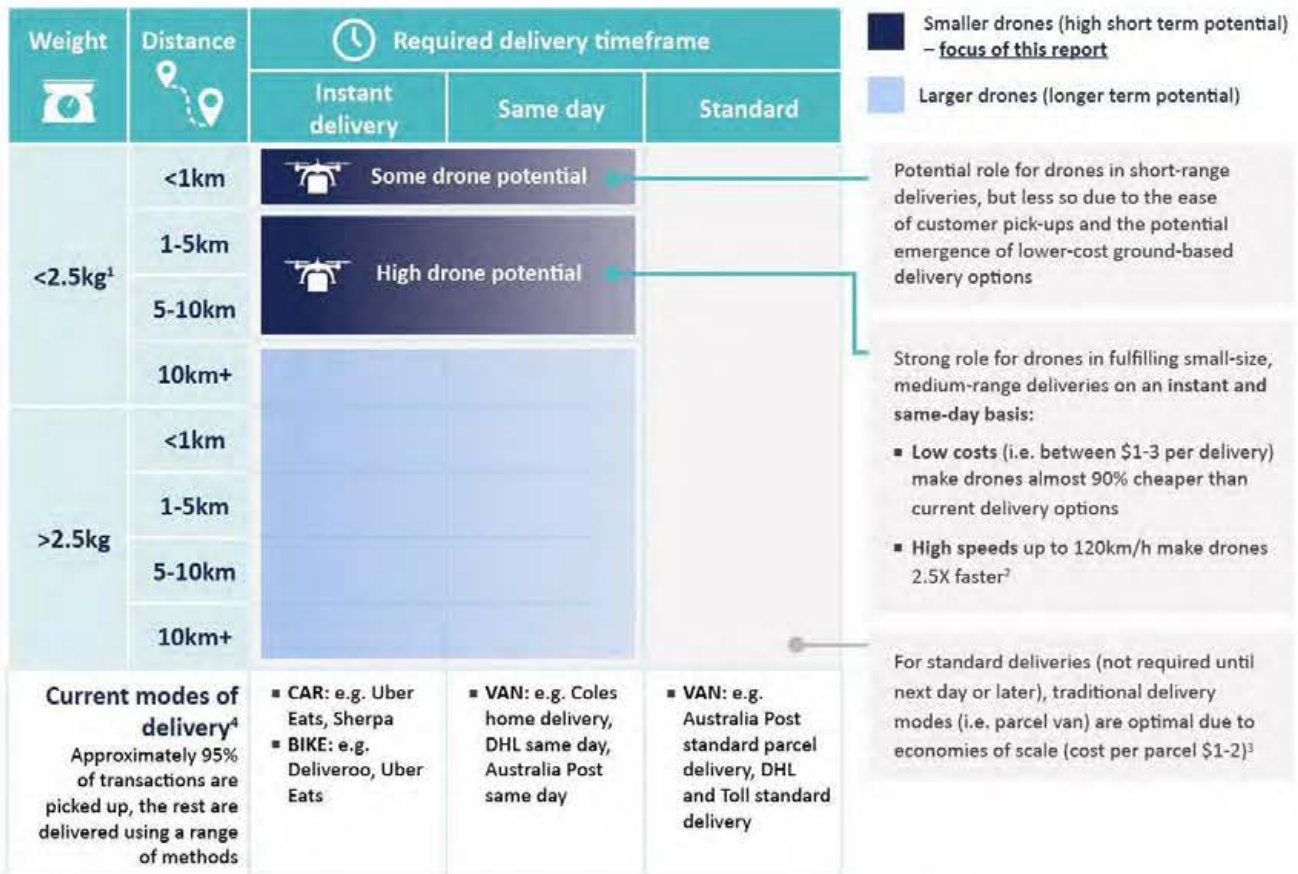 Weight
Distance
Required delivery timeframe
Instant
delivery
Same day
Standard
Smaller drones (high short term potential)
– focus of this report
Larger drones (longer term potential)
<2.5kg¹
<1km
1-5km
5-10km
10km+
Some drone potential
High drone potential
>2.5kg
<1km
1-5km
5-10km
10km+
Potential role for drones in short-range
deliveries, but less so due to the ease
of customer pick-ups and the potential
emergence of lower-cost ground-based
delivery options
Strong role for drones in fulfilling small-size,
medium-range deliveries on an instant and
same-day basis:
▪ Low costs (i.e. between $1-3 per delivery)
make drones almost 90% cheaper than
current delivery options
▪ High speeds up to 120km/h make drones
2.5X faster²
For standard deliveries (not required until
next day or later), traditional delivery
modes (i.e. parcel van) are optimal due to
economies of scale (cost per parcel $1-2)³
Current modes of
delivery⁴
Approximately 95%
of transactions are
picked up, the rest are
delivered using a range
of methods
▪ CAR: e.g. Uber
Eats, Sherpa
▪ BIKE: e.g.
Deliveroo, Uber
Eats
▪ VAN: e.g. Coles
home delivery,
DHL same day,
Australia Post
same day
▪ VAN: e.g.
Australia Post
standard parcel
delivery, DHL
and Toll standard
delivery